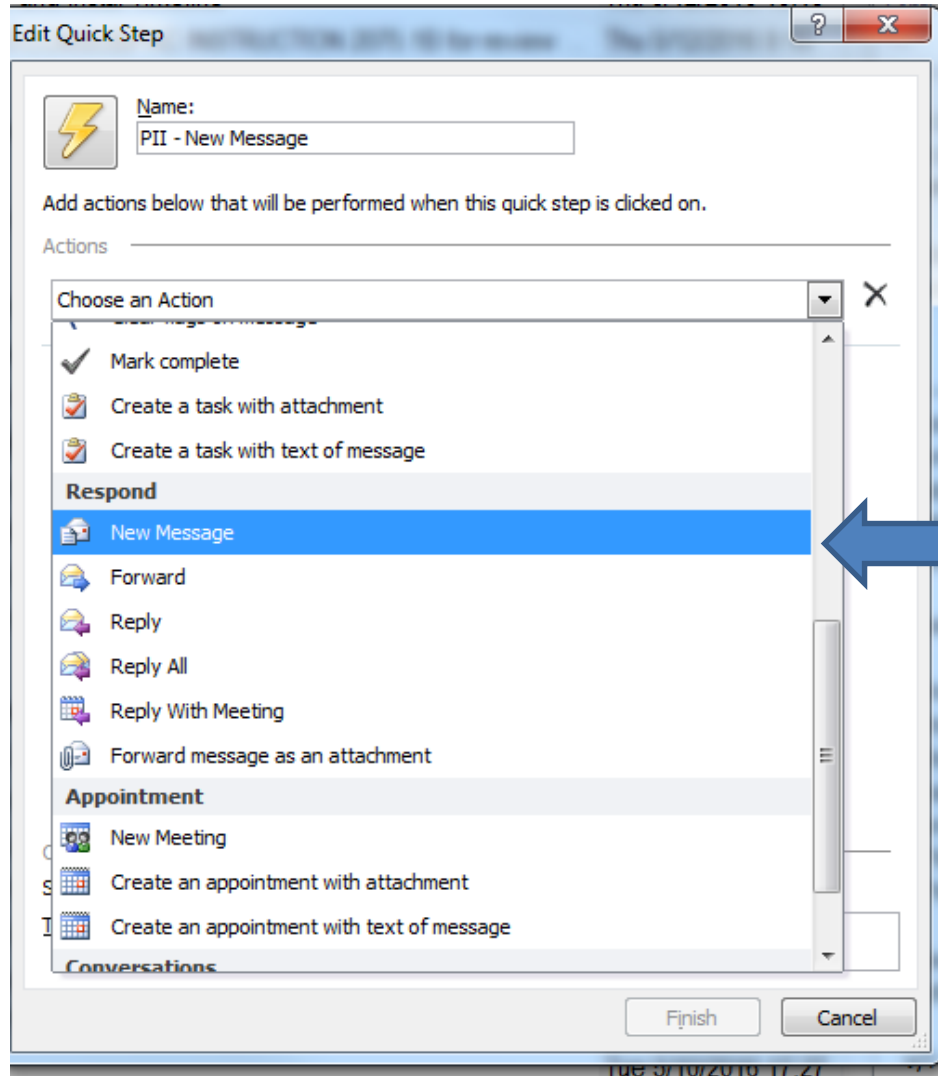 Edit Quick Step
Name:
PII - New Message
Add actions below that will be performed when this quick step is clicked on.
Actions
Choose an Action
Mark complete
Create a task with attachment
Create a task with text of message
Respond
New Message
Forward
Reply
Reply All
Reply With Meeting
Forward message as an attachment
Appointment
New Meeting
Create an appointment with attachment
Create an appointment with text of message
Conversations
Finish
Cancel